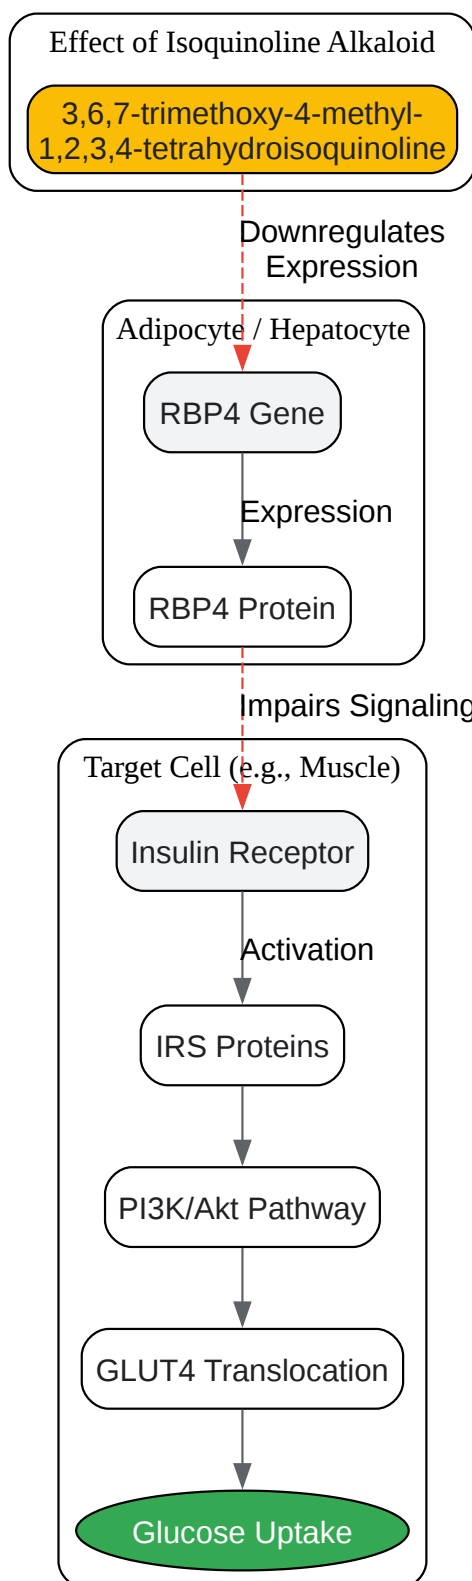 Effect of Isoquinoline Alkaloid
3,6,7-trimethoxy-4-methyl-
1,2,3,4-tetrahydroisoquinoline
Downregulates
Expression
Adipocyte / Hepatocyte
RBP4 Gene
Expression
RBP4 Protein
Impairs Signaling
Target Cell (e.g., Muscle)
Insulin Receptor
Activation
IRS Proteins
PI3K/Akt Pathway
GLUT4 Translocation
Glucose Uptake